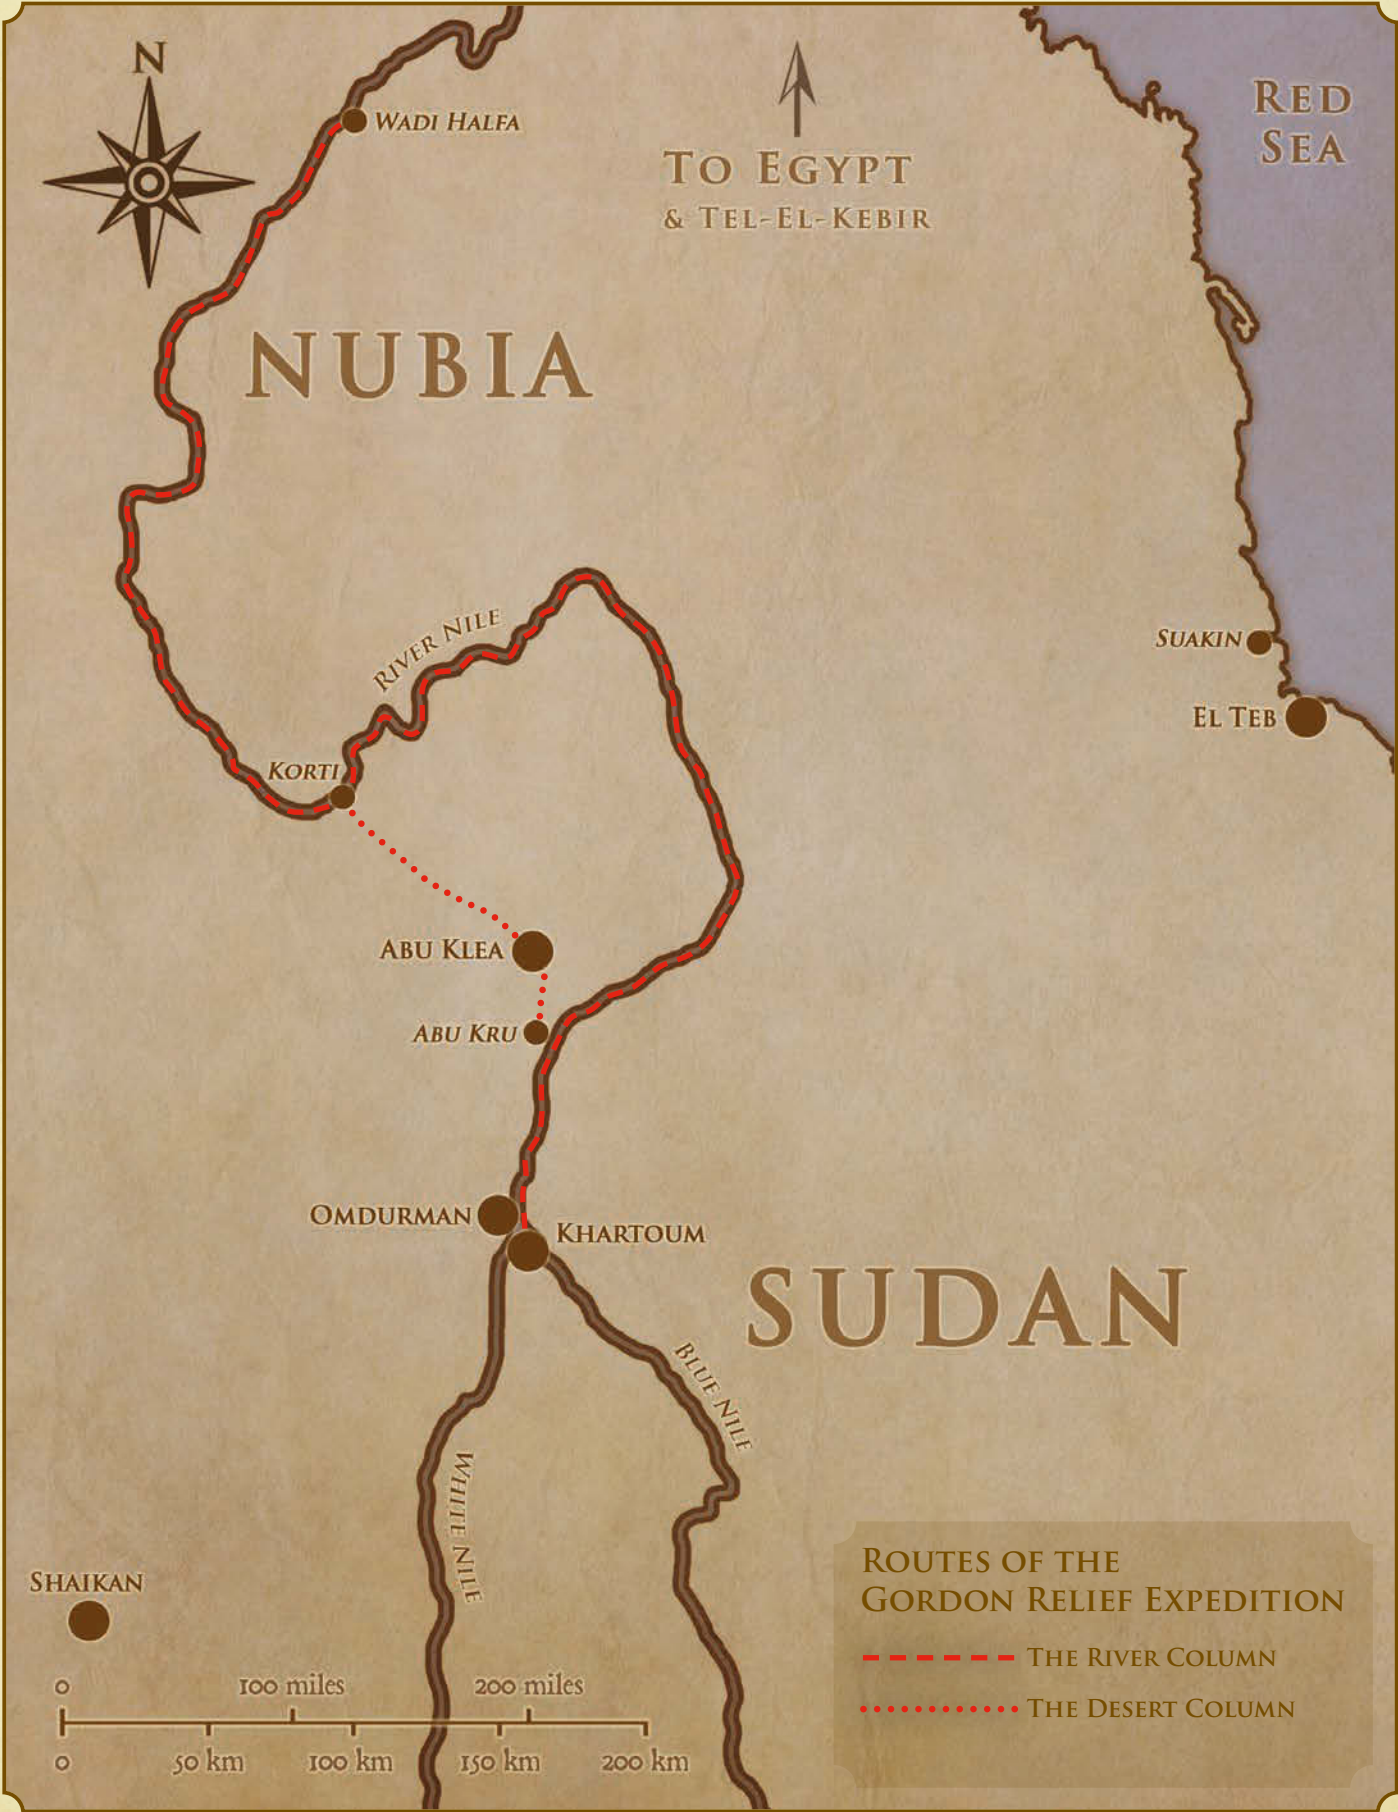 N
WADI HALFA
TO EGYPT
& TEL-EL-KEBIR
RED
SEA
NUBIA
RIVER NILE
SUAKIN
EL TEB
KORTI
ABU KLEA
ABU KRU
OMDURMAN
KHARTOUM
SUDAN
BLUE NILE
WHITE NILE
SHAIKAN
ROUTES OF THE
GORDON RELIEF EXPEDITION
THE RIVER COLUMN
THE DESERT COLUMN
0 100 miles 200 miles
0 50 km 100 km 150 km 200 km